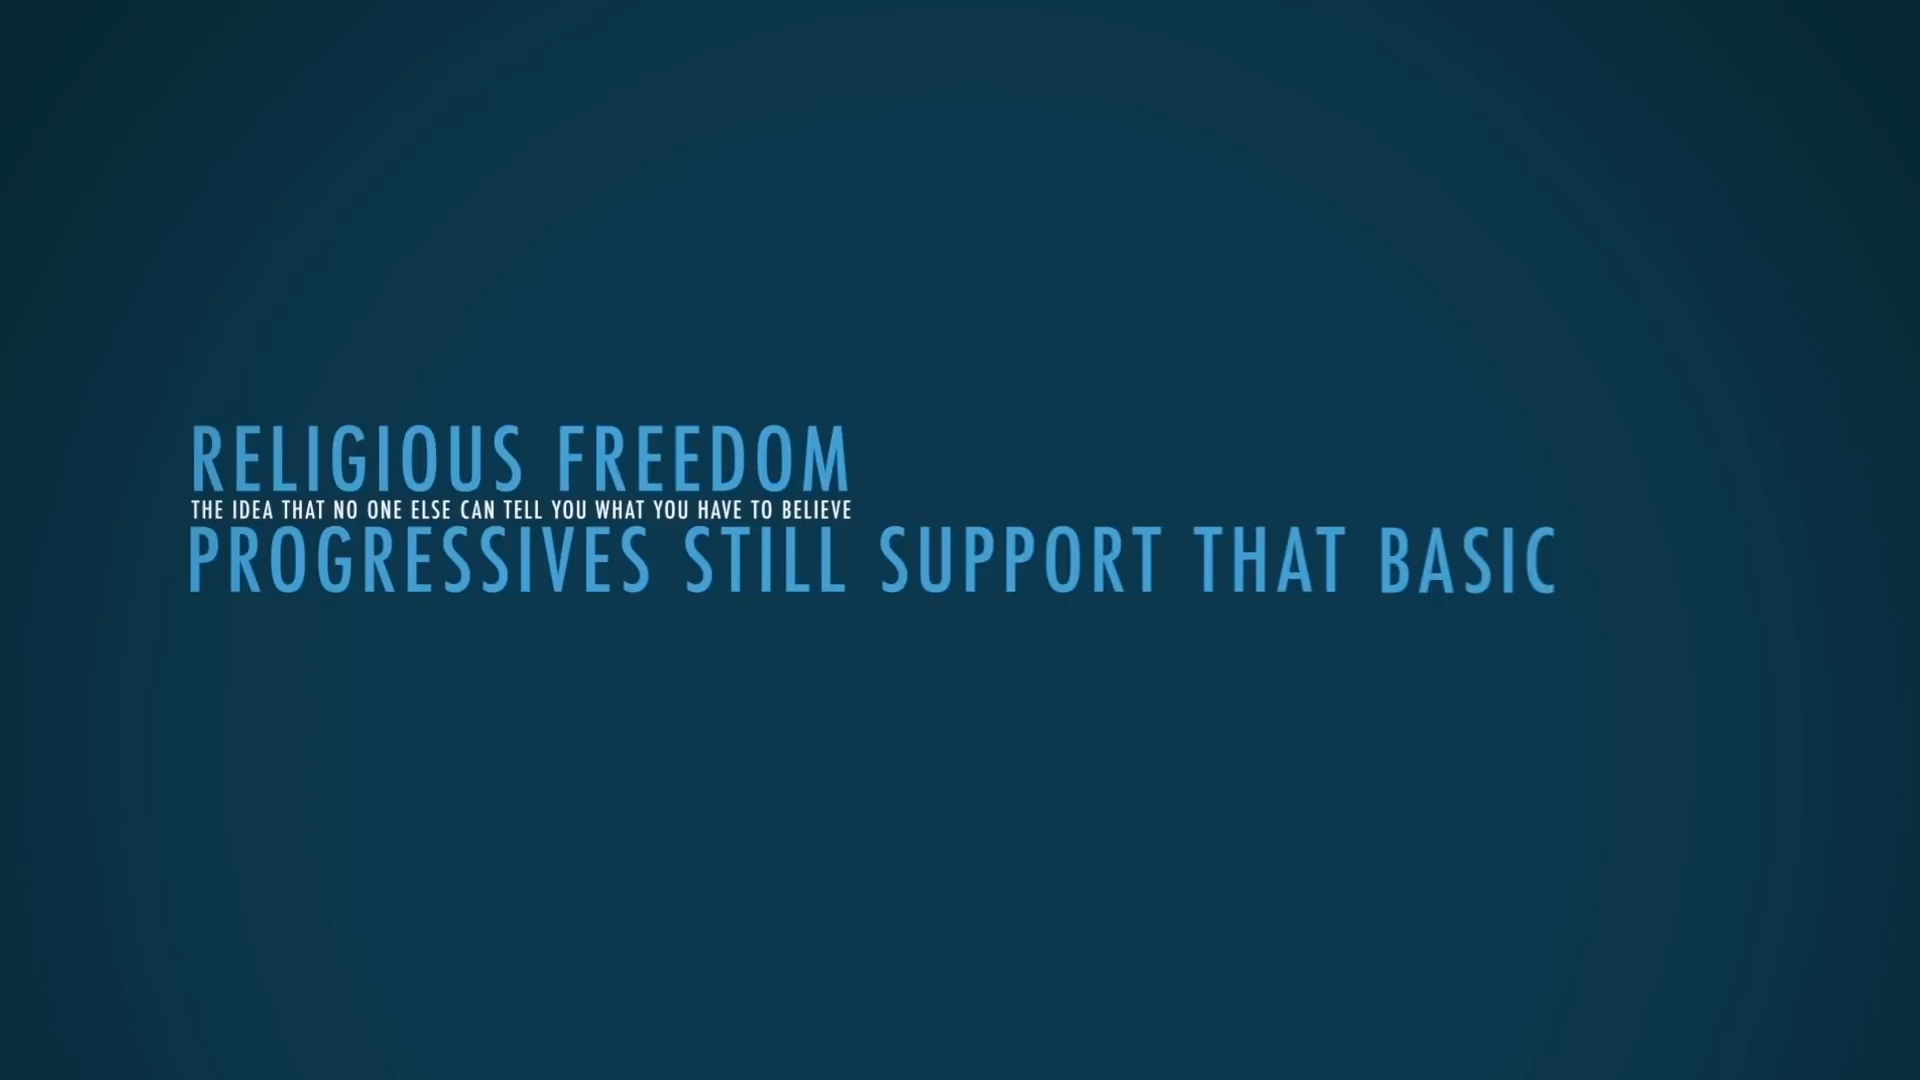 RELIGIOUS FREEDOM
THE IDEA THAT NO ONE ELSE CAN TELL YOU WHAT YOU HAVE TO BELIEVE
PROGRESSIVES STILL SUPPORT THAT BASIC